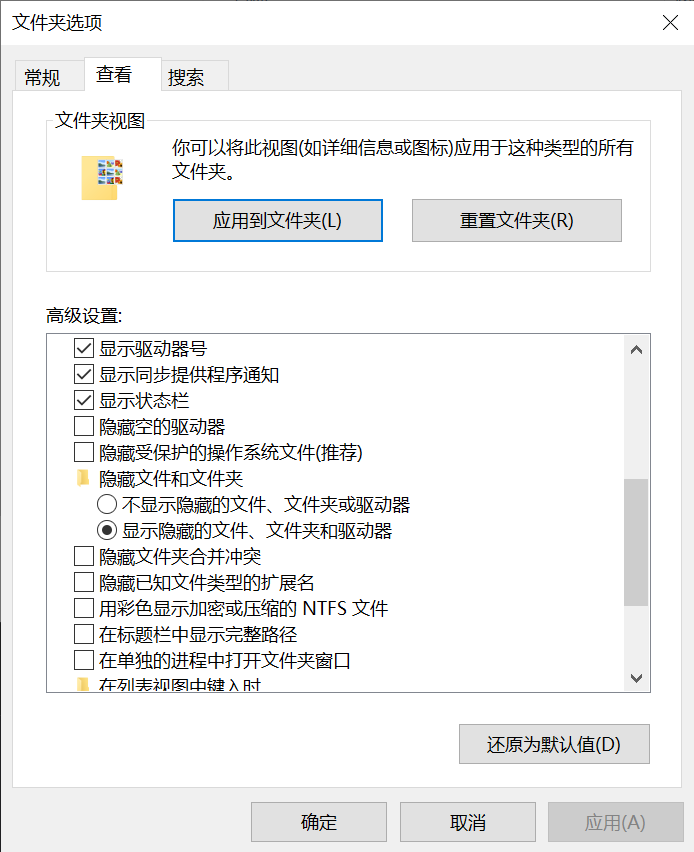 文件夹选项
常规
查看
搜索
文件夹视图
你可以将此视图(如详细信息或图标)应用于这种类型的所有
文件夹。
应用到文件夹(L)
重置文件夹(R)
高级设置:
显示驱动器号
显示同步提供程序通知
显示状态栏
隐藏空的驱动器
隐藏受保护的操作系统文件(推荐)
隐藏文件和文件夹
不显示隐藏的文件、文件夹或驱动器
显示隐藏的文件、文件夹和驱动器
隐藏文件夹合并冲突
隐藏已知文件类型的扩展名
用彩色显示加密或压缩的 NTFS 文件
在标题栏中显示完整路径
在单独的进程中打开文件夹窗口
在列表视图中键入时
还原为默认值(D)
确定
取消
应用(A)